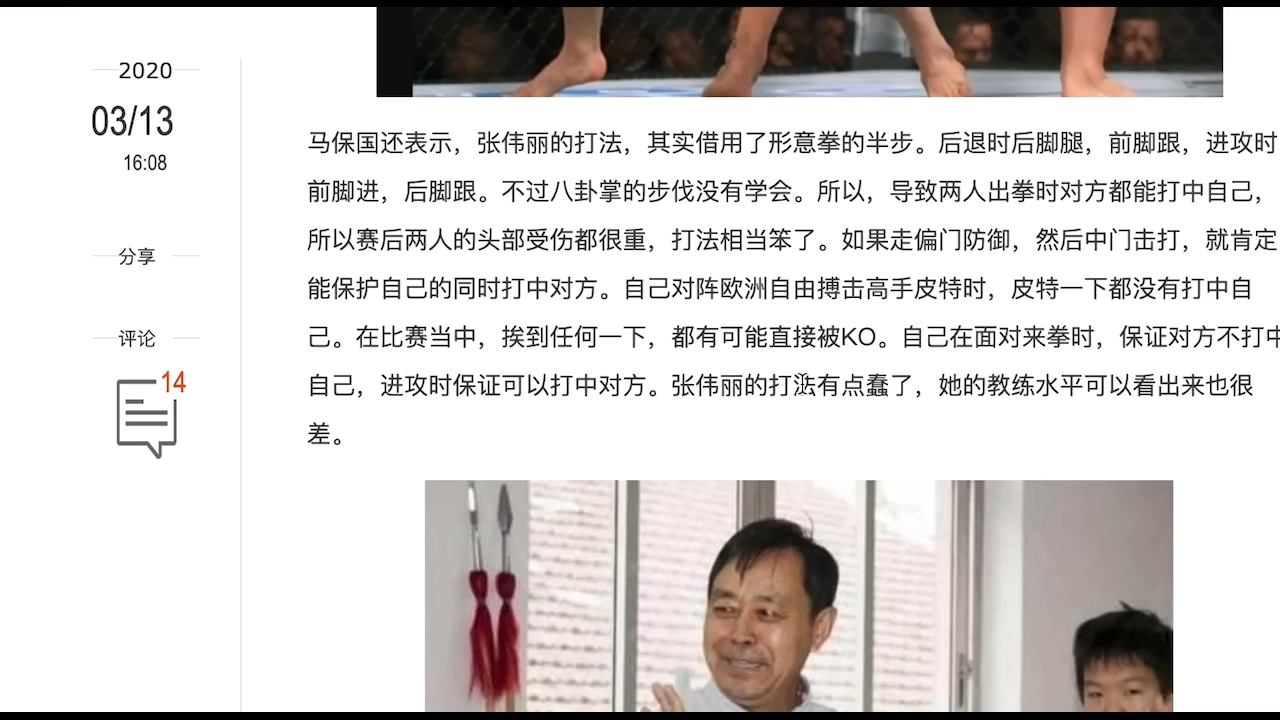 2020
03/13
16:08
分享
评论
14
马保国还表示，张伟丽的打法，其实借用了形意拳的半步。后退时后脚腿，前脚跟，进攻时
前脚进，后脚跟。不过八卦掌的步伐没有学会。所以，导致两人出拳时对方都能打中自己，
所以赛后两人的头部受伤都很重，打法相当笨了。如果走偏门防御，然后中门击打，就肯定
能保护自己的同时打中对方。自己对阵欧洲自由搏击高手皮特时，皮特一下都没有打中自
己。在比赛当中，挨到任何一下，都有可能直接被KO。自己在面对来拳时，保证对方不打中
自己，进攻时保证可以打中对方。张伟丽的打法有点蠢了，她的教练水平可以看出来也很
差。